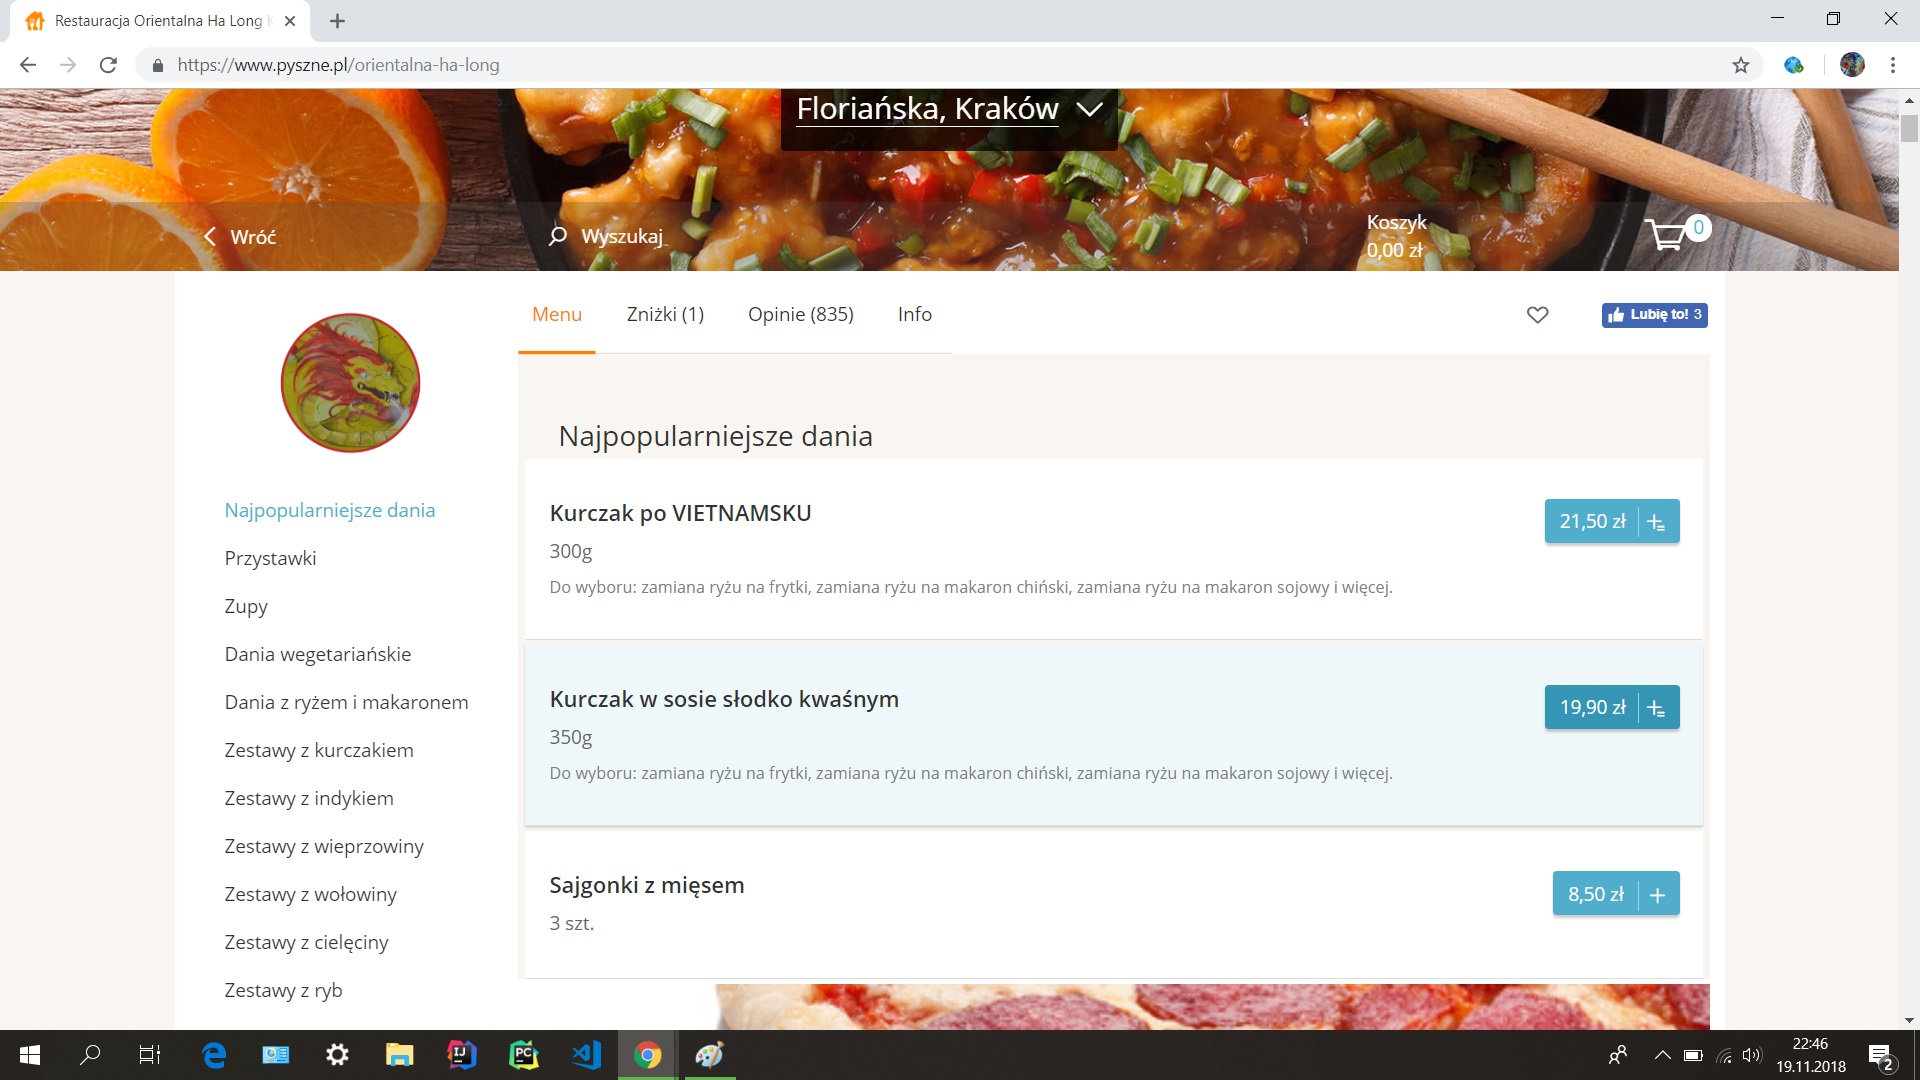 Restauracja Orientalna Ha Long
https://www.pyszne.pl/orientalna-ha-long
Floriańska, Kraków
Wróć
Wyszukaj
Koszyk
0,00 zł
0
Menu
Zniżki (1)
Opinie (835)
Info
Lubię to! 3
Najpopularniejsze dania
Przystawki
Zupy
Dania wegetariańskie
Dania z ryżem i makaronem
Zestawy z kurczakiem
Zestawy z indykiem
Zestawy z wieprzowiny
Zestawy z wołowiny
Zestawy z cielęciny
Zestawy z ryb
Najpopularniejsze dania
Kurczak po VIETNAMSKU
21,50 zł
300g
Do wyboru: zamiana ryżu na frytki, zamiana ryżu na makaron chiński, zamiana ryżu na makaron sojowy i więcej.
Kurczak w sosie słodko kwaśnym
19,90 zł
350g
Do wyboru: zamiana ryżu na frytki, zamiana ryżu na makaron chiński, zamiana ryżu na makaron sojowy i więcej.
Sajgonki z mięsem
8,50 zł
3 szt.
IJ
PC
22:46
19.11.2018
2